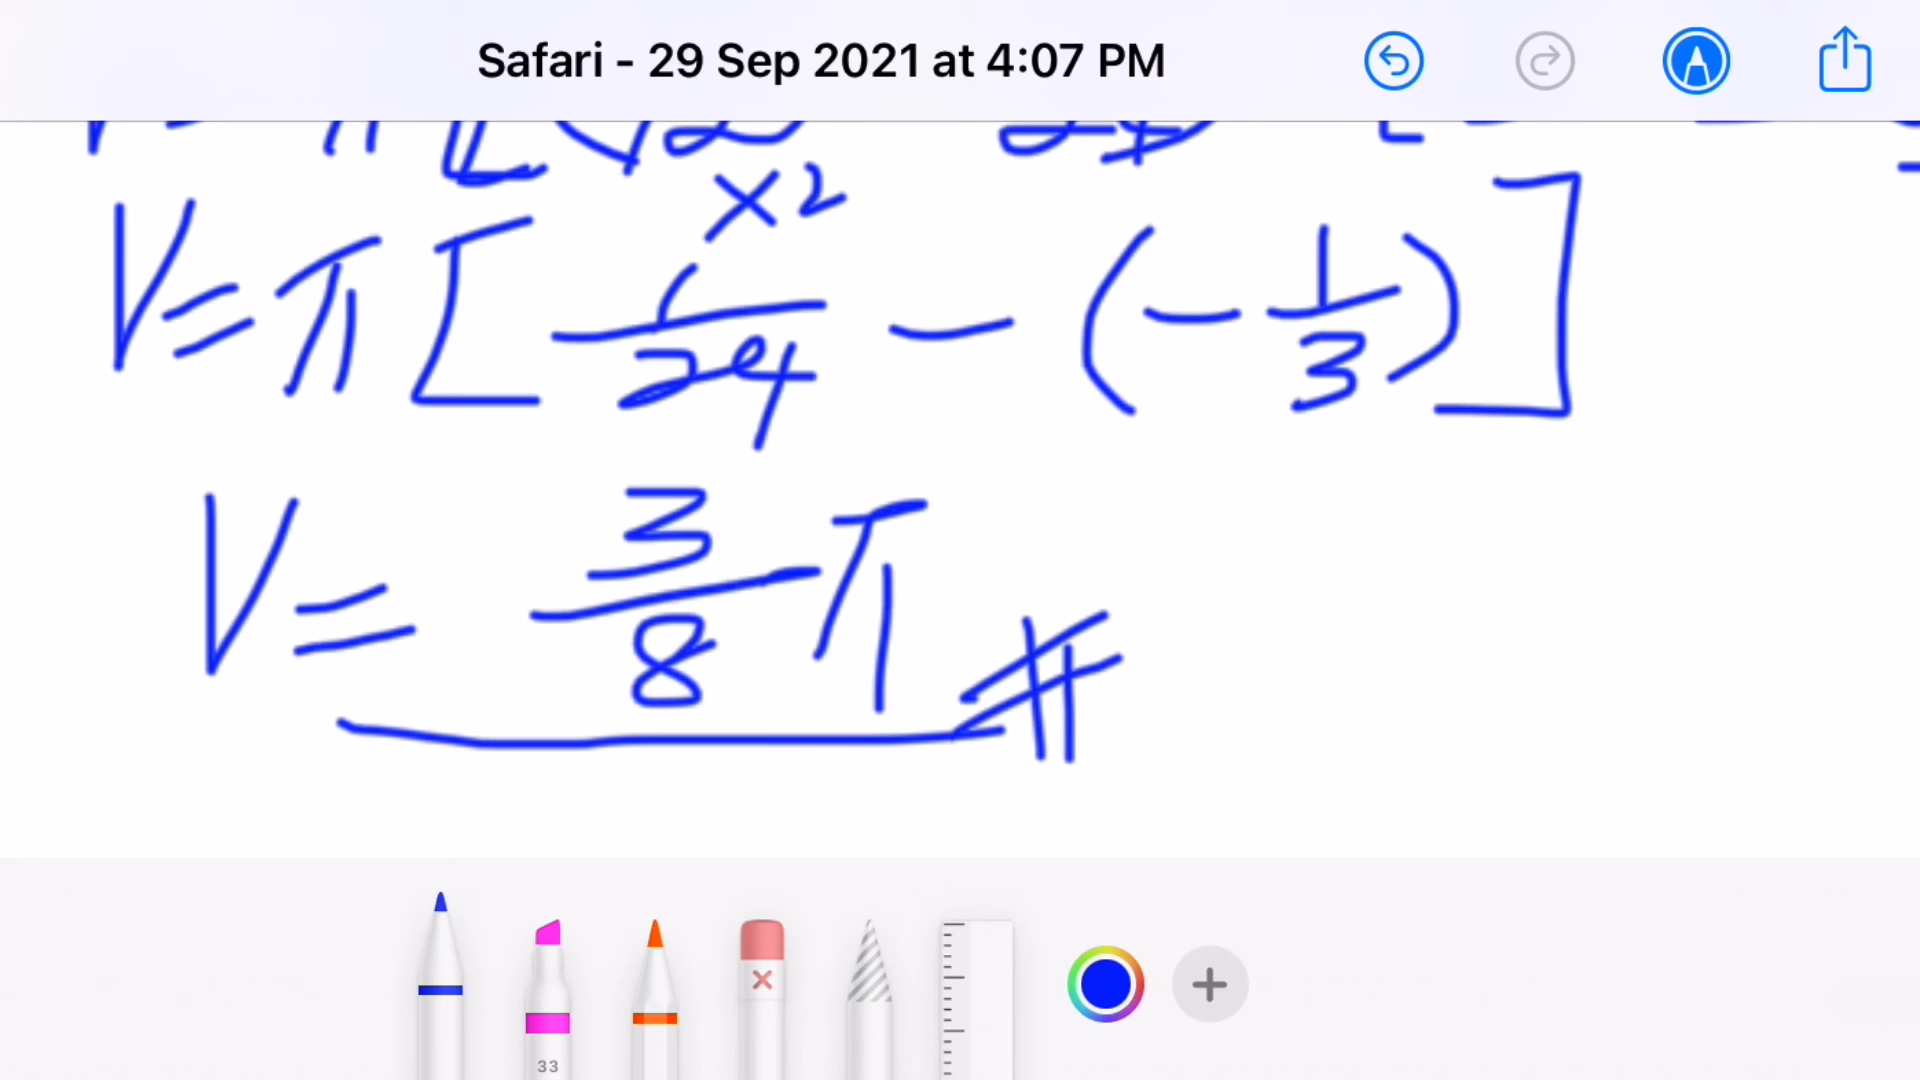 Safari - 29 Sep 2021 at 4:07 PM
x2
V = π [ 1/24 - (- 1/3) ]
V = 3/8 π #
33